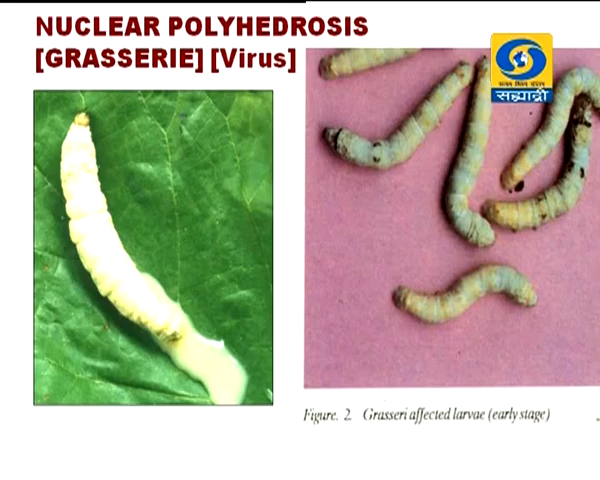 NUCLEAR POLYHEDROSIS
[GRASSERIE] [Virus]
सह्याद्री
Figure. 2. Grasseri affected larvae (early stage)